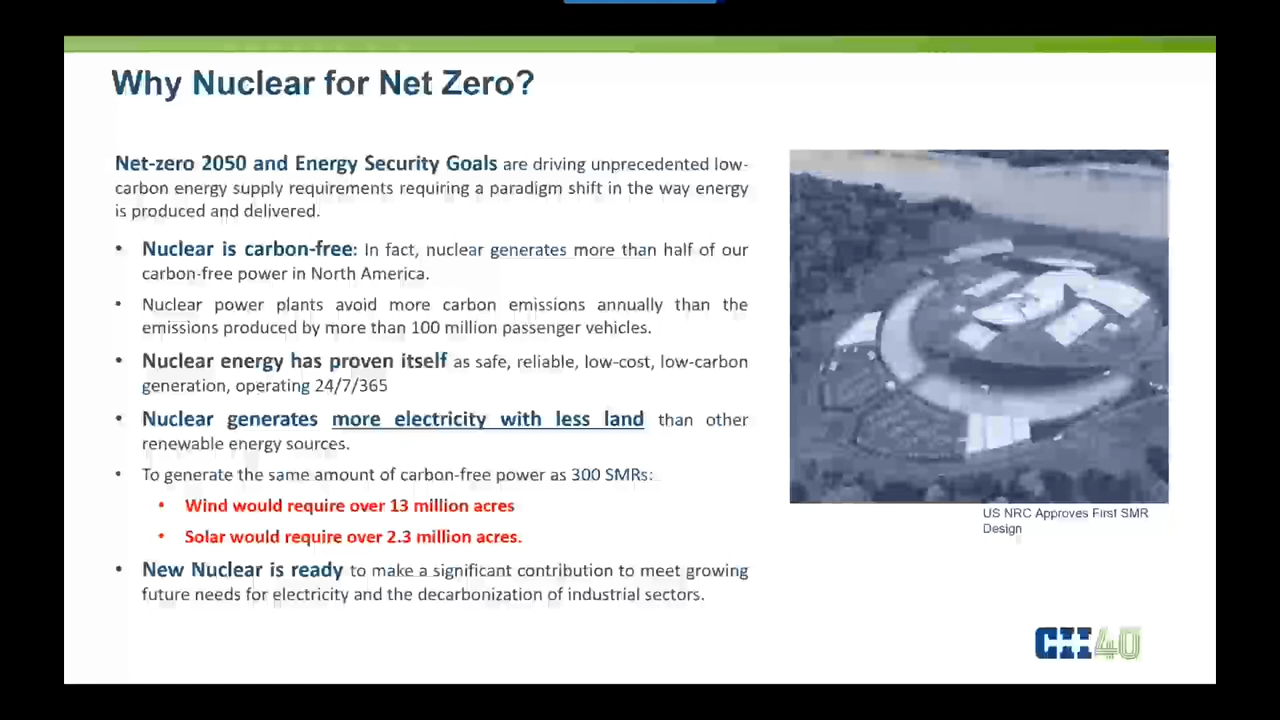 Why Nuclear for Net Zero?
Net-zero 2050 and Energy Security Goals are driving unprecedented low-
carbon energy supply requirements requiring a paradigm shift in the way energy
is produced and delivered.
• Nuclear is carbon-free: In fact, nuclear generates more than half of our
carbon-free power in North America.
• Nuclear power plants avoid more carbon emissions annually than the
emissions produced by more than 100 million passenger vehicles.
• Nuclear energy has proven itself as safe, reliable, low-cost, low-carbon
generation, operating 24/7/365
• Nuclear generates more electricity with less land than other
renewable energy sources.
• To generate the same amount of carbon-free power as 300 SMRs:
• Wind would require over 13 million acres
• Solar would require over 2.3 million acres.
• New Nuclear is ready to make a significant contribution to meet growing
future needs for electricity and the decarbonization of industrial sectors.
US NRC Approves First SMR
Design